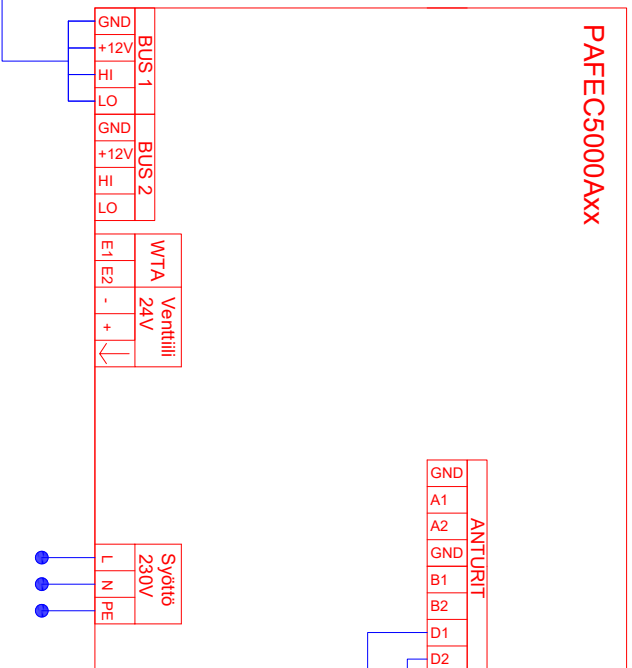 PAFEC5000Axx
BUS 1
GND
+12V
HI
LO
BUS 2
GND
+12V
HI
LO
WTA
E1
E2
Venttiili
24V
-
+
Syöttö
230V
L
N
PE
ANTURIT
GND
A1
A2
GND
B1
B2
D1
D2